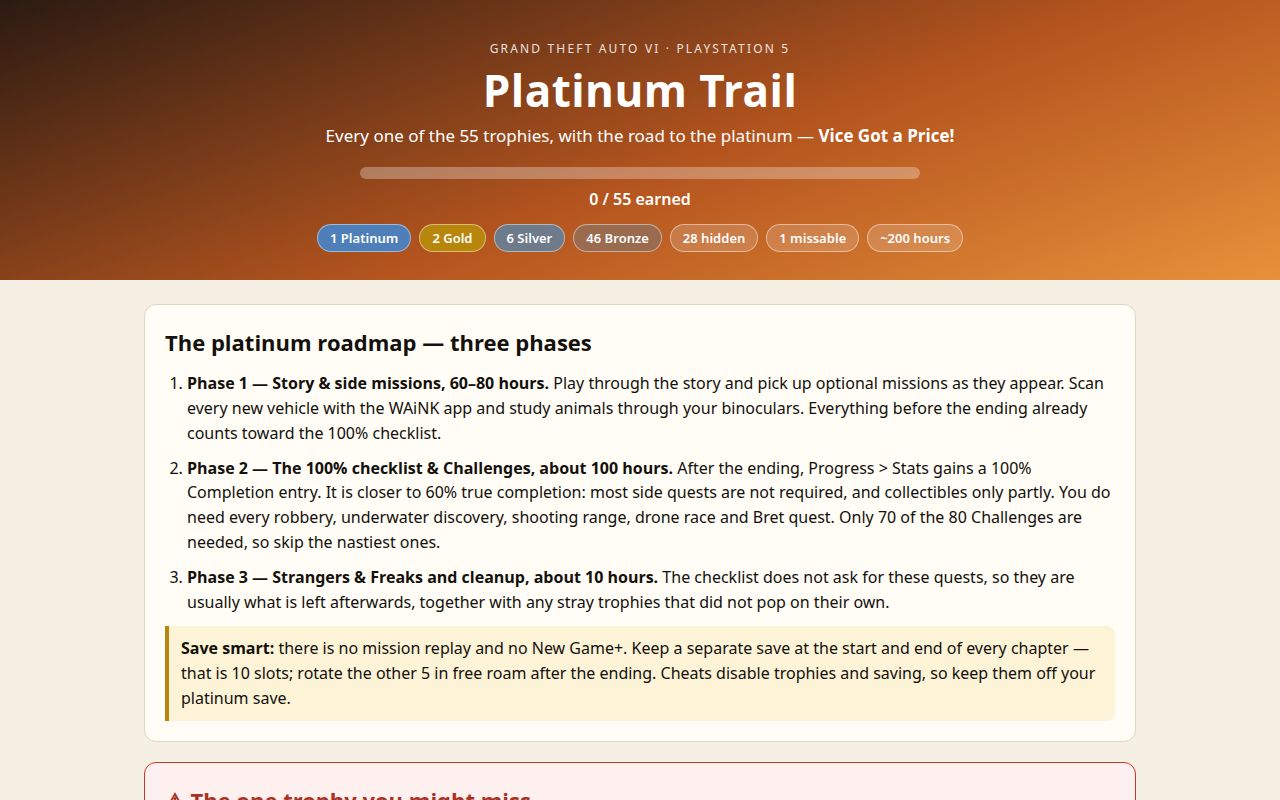 GRAND THEFT AUTO VI · PLAYSTATION 5
Platinum Trail
Every one of the 55 trophies, with the road to the platinum — Vice Got a Price!
0 / 55 earned
1 Platinum
2 Gold
6 Silver
46 Bronze
28 hidden
1 missable
~200 hours
The platinum roadmap — three phases
1. Phase 1 — Story & side missions, 60–80 hours. Play through the story and pick up optional missions as they appear. Scan
every new vehicle with the WAiNK app and study animals through your binoculars. Everything before the ending already
counts toward the 100% checklist.
2. Phase 2 — The 100% checklist & Challenges, about 100 hours. After the ending, Progress > Stats gains a 100%
Completion entry. It is closer to 60% true completion: most side quests are not required, and collectibles only partly. You do
need every robbery, underwater discovery, shooting range, drone race and Bret quest. Only 70 of the 80 Challenges are
needed, so skip the nastiest ones.
3. Phase 3 — Strangers & Freaks and cleanup, about 10 hours. The checklist does not ask for these quests, so they are
usually what is left afterwards, together with any stray trophies that did not pop on their own.
Save smart: there is no mission replay and no New Game+. Keep a separate save at the start and end of every chapter —
that is 10 slots; rotate the other 5 in free roam after the ending. Cheats disable trophies and saving, so keep them off your
platinum save.
⚠ The one trophy you might miss